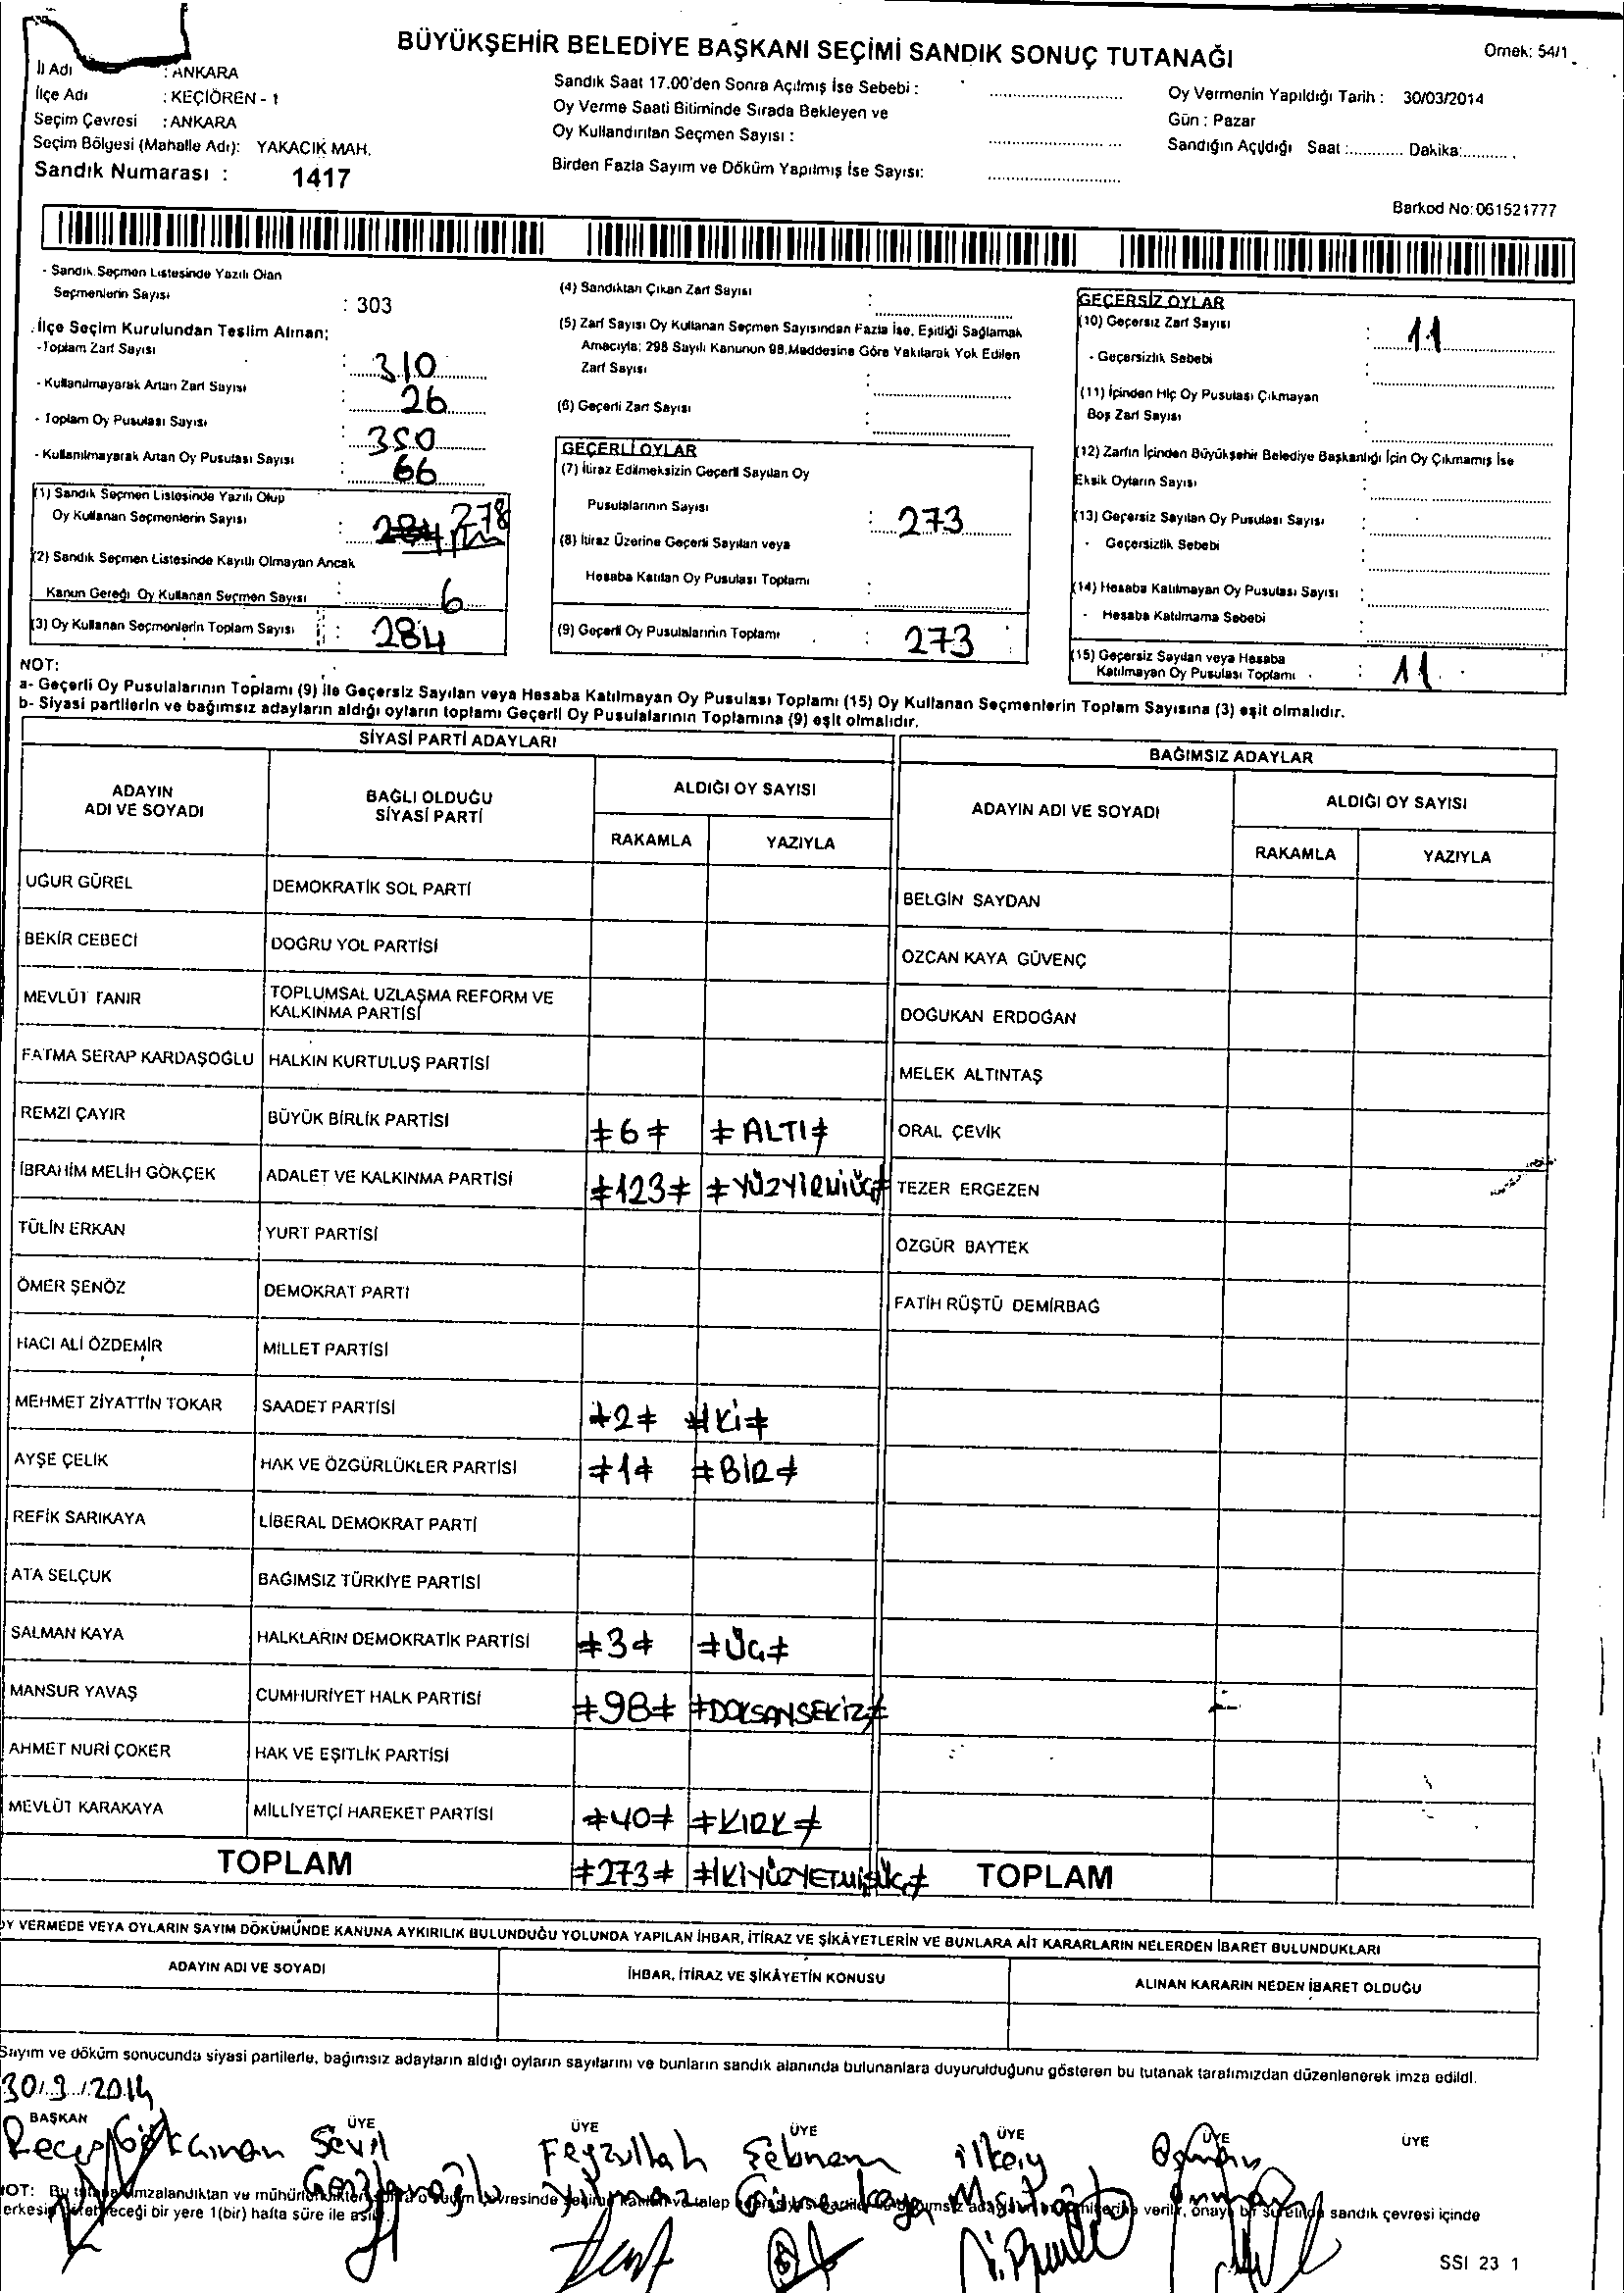 BÜYÜKŞEHİR BELEDİYE BAŞKANI SEÇİMİ SANDIK SONUÇ TUTANAĞI
Örnek: 54/1
İl Adı : ANKARA
İlçe Adı : KEÇİÖREN - 1
Seçim Çevresi : ANKARA
Seçim Bölgesi (Mahalle Adı): YAKACIK MAH.
Sandık Numarası : 1417
Sandık Saat 17.00'den Sonra Açılmış İse Sebebi :
Oy Verme Saati Bitiminde Sırada Bekleyen ve
Oy Kullandırılan Seçmen Sayısı :
Birden Fazla Sayım ve Döküm Yapılmış İse Sayısı:
Oy Vermenin Yapıldığı Tarih : 30/03/2014
Gün : Pazar
Sandığın Açıldığı Saat :............ Dakika:...........
Barkod No: 061521777
- Sandık Seçmen Listesinde Yazılı Olan
Seçmenlerin Sayısı : 303
İlçe Seçim Kurulundan Teslim Alınan;
-Toplam Zarf Sayısı : 310
- Kullanılmayarak Artan Zarf Sayısı : 26
- Toplam Oy Pusulası Sayısı : 350
- Kullanılmayarak Artan Oy Pusulası Sayısı : 66
(1) Sandık Seçmen Listesinde Yazılı Olup
Oy Kullanan Seçmenlerin Sayısı : 284 278
(2) Sandık Seçmen Listesinde Kayıtlı Olmayan Ancak
Kanun Gereği Oy Kullanan Seçmen Sayısı : 6
(3) Oy Kullanan Seçmenlerin Toplam Sayısı : 284
(4) Sandıktan Çıkan Zarf Sayısı :
(5) Zarf Sayısı Oy Kullanan Seçmen Sayısından Fazla İse, Eşitliği Sağlamak
Amacıyla; 298 Sayılı Kanunun 98.Maddesine Göre Yakılarak Yok Edilen
Zarf Sayısı :
(6) Geçerli Zarf Sayısı :
GEÇERLİ OYLAR
(7) İtiraz Edilmeksizin Geçerli Sayılan Oy
Pusulalarının Sayısı : 273
(8) İtiraz Üzerine Geçerli Sayılan veya
Hesaba Katılan Oy Pusulası Toplamı :
(9) Geçerli Oy Pusulalarının Toplamı : 273
GEÇERSİZ OYLAR
(10) Geçersiz Zarf Sayısı : 11
- Geçersizlik Sebebi :
(11) İçinden Hiç Oy Pusulası Çıkmayan
Boş Zarf Sayısı :
(12) Zarfın İçinden Büyükşehir Belediye Başkanlığı İçin Oy Çıkmamış İse
Eksik Oyların Sayısı :
(13) Geçersiz Sayılan Oy Pusulası Sayısı :
- Geçersizlik Sebebi :
(14) Hesaba Katılmayan Oy Pusulası Sayısı :
- Hesaba Katılmama Sebebi :
(15) Geçersiz Sayılan veya Hesaba
Katılmayan Oy Pusulası Toplamı : 11
NOT:
a- Geçerli Oy Pusulalarının Toplamı (9) ile Geçersiz Sayılan veya Hesaba Katılmayan Oy Pusulası Toplamı (15) Oy Kullanan Seçmenlerin Toplam Sayısına (3) eşit olmalıdır.
b- Siyasi partilerin ve bağımsız adayların aldığı oyların toplamı Geçerli Oy Pusulalarının Toplamına (9) eşit olmalıdır.
SİYASİ PARTİ ADAYLARI
BAĞIMSIZ ADAYLAR
ADAYIN ADI VE SOYADI
BAĞLI OLDUĞU SİYASİ PARTİ
ALDIĞI OY SAYISI
RAKAMLA YAZIYLA
ADAYIN ADI VE SOYADI
ALDIĞI OY SAYISI
RAKAMLA YAZIYLA
UĞUR GÜREL DEMOKRATİK SOL PARTİ BELGİN SAYDAN
BEKİR CEBECİ DOĞRU YOL PARTİSİ ÖZCAN KAYA GÜVENÇ
MEVLÜT TANIR TOPLUMSAL UZLAŞMA REFORM VE KALKINMA PARTİSİ DOĞUKAN ERDOĞAN
FATMA SERAP KARDAŞOĞLU HALKIN KURTULUŞ PARTİSİ MELEK ALTINTAŞ
REMZİ ÇAYIR BÜYÜK BİRLİK PARTİSİ ≠6≠ ≠ALTI≠ ORAL ÇEVİK
İBRAHİM MELİH GÖKÇEK ADALET VE KALKINMA PARTİSİ ≠123≠ ≠YÜZYİRMİÜÇ≠ TEZER ERGEZEN
TÜLİN ERKAN YURT PARTİSİ ÖZGÜR BAYTEK
ÖMER ŞENÖZ DEMOKRAT PARTİ FATİH RÜŞTÜ DEMİRBAĞ
HACI ALİ ÖZDEMİR MİLLET PARTİSİ
MEHMET ZİYATTİN TOKAR SAADET PARTİSİ ≠2≠ ≠İKİ≠
AYŞE ÇELİK HAK VE ÖZGÜRLÜKLER PARTİSİ ≠1≠ ≠BİR≠
REFİK SARIKAYA LİBERAL DEMOKRAT PARTİ
ATA SELÇUK BAĞIMSIZ TÜRKİYE PARTİSİ
SALMAN KAYA HALKLARIN DEMOKRATİK PARTİSİ ≠3≠ ≠ÜÇ≠
MANSUR YAVAŞ CUMHURİYET HALK PARTİSİ ≠98≠ ≠DOKSANSEKİZ≠
AHMET NURİ ÇOKER HAK VE EŞİTLİK PARTİSİ
MEVLÜT KARAKAYA MİLLİYETÇİ HAREKET PARTİSİ ≠40≠ ≠KIRK≠
TOPLAM ≠273≠ ≠İKİYÜZYETMİŞÜÇ≠ TOPLAM
OY VERMEDE VEYA OYLARIN SAYIM DÖKÜMÜNDE KANUNA AYKIRILIK BULUNDUĞU YOLUNDA YAPILAN İHBAR, İTİRAZ VE ŞİKÂYETLERİN VE BUNLARA AİT KARARLARIN NELERDEN İBARET BULUNDUKLARI
ADAYIN ADI VE SOYADI İHBAR, İTİRAZ VE ŞİKÂYETİN KONUSU ALINAN KARARIN NEDEN İBARET OLDUĞU
Sayım ve döküm sonucunda siyasi partilerle, bağımsız adayların aldığı oyların sayılarını ve bunların sandık alanında bulunanlara duyurulduğunu gösteren bu tutanak tarafımızdan düzenlenerek imza edildi.
30/3/2014
BAŞKAN ÜYE ÜYE ÜYE ÜYE ÜYE ÜYE
Recep Sevil Feyzullah Şebnem ilkay Osman
Yılmaz
NOT: Bu imzalandıktan ve mühürlendikten verilir, onaylı bir sandık çevresi içinde
bir yere 1(bir) hafta süre ile asılır.
SSI 23 1